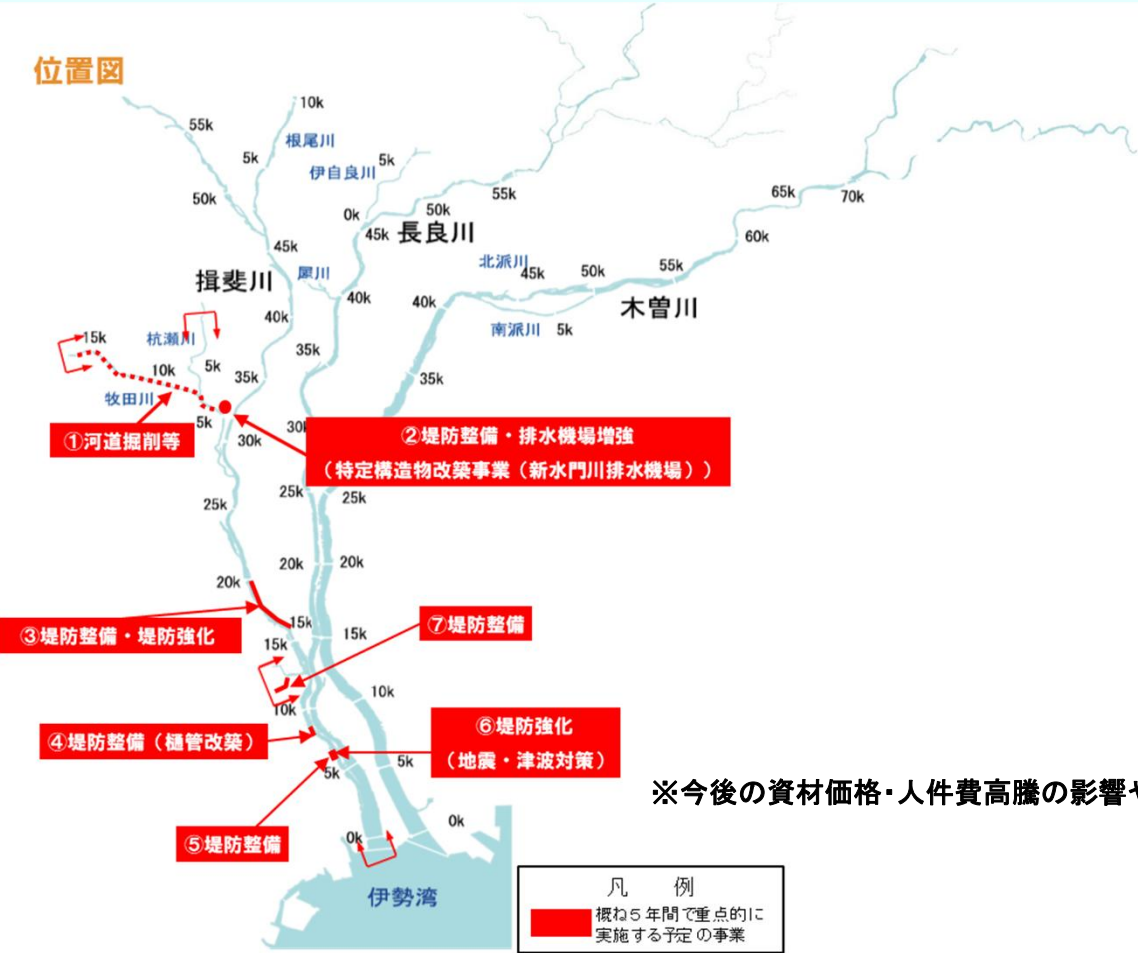 位置図
10k
55k
根尾川
5k
伊自良川
5k
50k
55k
65k
70k
0k
50k
45k
長良川
60k
45k
北派川
45k
50k
55k
揖斐川
犀川
40k
40k
木曽川
40k
南派川
5k
15k
杭瀬川
35k
10k
5k
35k
35k
牧田川
5k
30k
30k
①河道掘削等
②堤防整備・排水機場増強
（特定構造物改築事業（新水門川排水機場））
25k
25k
25k
20k
20k
20k
15k
③堤防整備・堤防強化
⑦堤防整備
15k
15k
10k
10k
④堤防整備（樋管改築）
⑥堤防強化
（地震・津波対策）
5k
5k
※今後の資材価格・人件費高騰の影響や
⑤堤防整備
0k
0k
伊勢湾
凡 例
概ね５年間で重点的に
実施する予定の事業